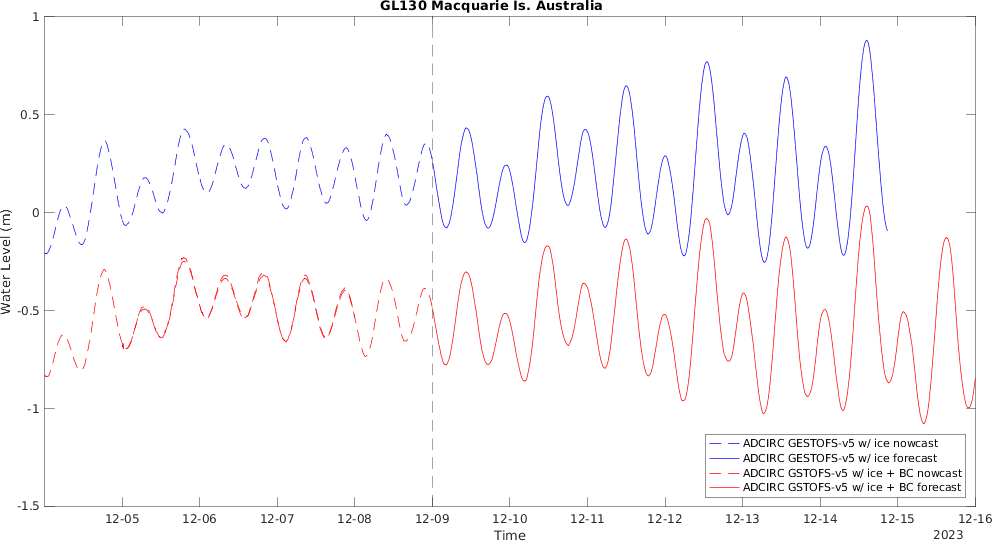 GL130 Macquarie Is. Australia
1
0.5
0
-0.5
-1
-1.5
Water Level (m)
12-05 12-06 12-07 12-08 12-09 12-10 12-11 12-12 12-13 12-14 12-15 12-16
Time
2023
ADCIRC GESTOFS-v5 w/ ice nowcast
ADCIRC GESTOFS-v5 w/ ice forecast
ADCIRC GSTOFS-v5 w/ ice + BC nowcast
ADCIRC GSTOFS-v5 w/ ice + BC forecast